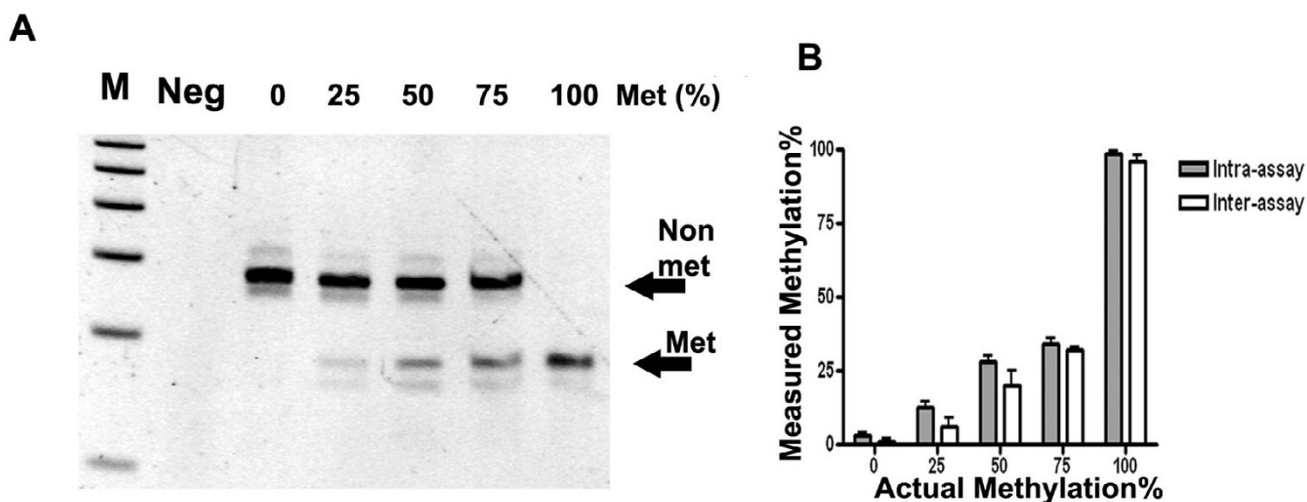 A
M Neg 0 25 50 75 100 Met (%)
Non
met
Met
B
Measured Methylation%
100
75
50
25
0
0 25 50 75 100
Actual Methylation%
Intra-assay
Inter-assay